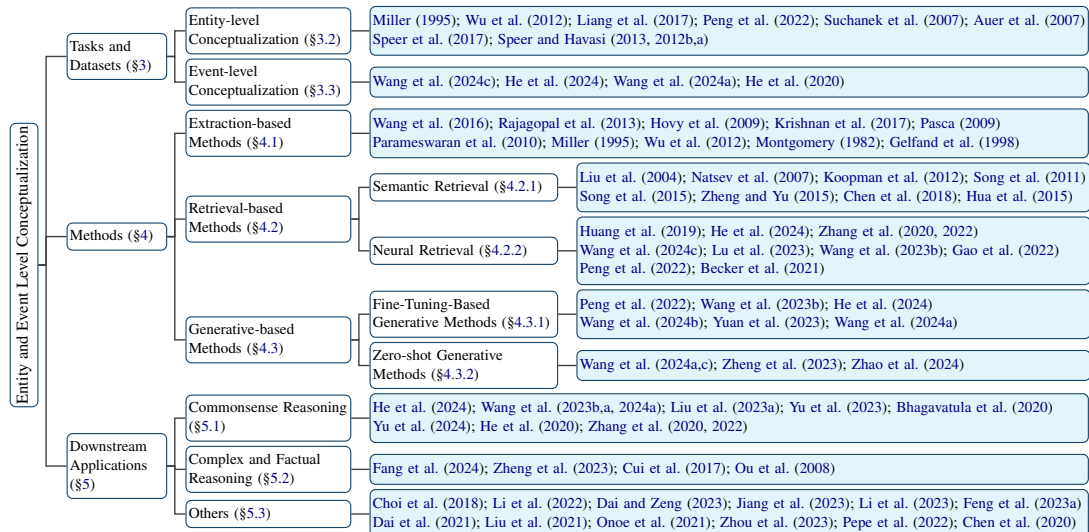 Entity and Event Level Conceptualization
Tasks and
Datasets (§3)
Entity-level
Conceptualization (§3.2)
Miller (1995); Wu et al. (2012); Liang et al. (2017); Peng et al. (2022); Suchanek et al. (2007); Auer et al. (2007)
Speer et al. (2017); Speer and Havasi (2013, 2012b,a)
Event-level
Conceptualization (§3.3)
Wang et al. (2024c); He et al. (2024); Wang et al. (2024a); He et al. (2020)
Methods (§4)
Extraction-based
Methods (§4.1)
Wang et al. (2016); Rajagopal et al. (2013); Hovy et al. (2009); Krishnan et al. (2017); Pasca (2009)
Parameswaran et al. (2010); Miller (1995); Wu et al. (2012); Montgomery (1982); Gelfand et al. (1998)
Retrieval-based
Methods (§4.2)
Semantic Retrieval (§4.2.1)
Liu et al. (2004); Natsev et al. (2007); Koopman et al. (2012); Song et al. (2011)
Song et al. (2015); Zheng and Yu (2015); Chen et al. (2018); Hua et al. (2015)
Neural Retrieval (§4.2.2)
Huang et al. (2019); He et al. (2024); Zhang et al. (2020, 2022)
Wang et al. (2024c); Lu et al. (2023); Wang et al. (2023b); Gao et al. (2022)
Peng et al. (2022); Becker et al. (2021)
Generative-based
Methods (§4.3)
Fine-Tuning-Based
Generative Methods (§4.3.1)
Peng et al. (2022); Wang et al. (2023b); He et al. (2024)
Wang et al. (2024b); Yuan et al. (2023); Wang et al. (2024a)
Zero-shot Generative
Methods (§4.3.2)
Wang et al. (2024a,c); Zheng et al. (2023); Zhao et al. (2024)
Downstream
Applications
(§5)
Commonsense Reasoning
(§5.1)
He et al. (2024); Wang et al. (2023b,a, 2024a); Liu et al. (2023a); Yu et al. (2023); Bhagavatula et al. (2020)
Yu et al. (2024); He et al. (2020); Zhang et al. (2020, 2022)
Complex and Factual
Reasoning (§5.2)
Fang et al. (2024); Zheng et al. (2023); Cui et al. (2017); Ou et al. (2008)
Others (§5.3)
Choi et al. (2018); Li et al. (2022); Dai and Zeng (2023); Jiang et al. (2023); Li et al. (2023); Feng et al. (2023a)
Dai et al. (2021); Liu et al. (2021); Onoe et al. (2021); Zhou et al. (2023); Pepe et al. (2022); Chen et al. (2020)